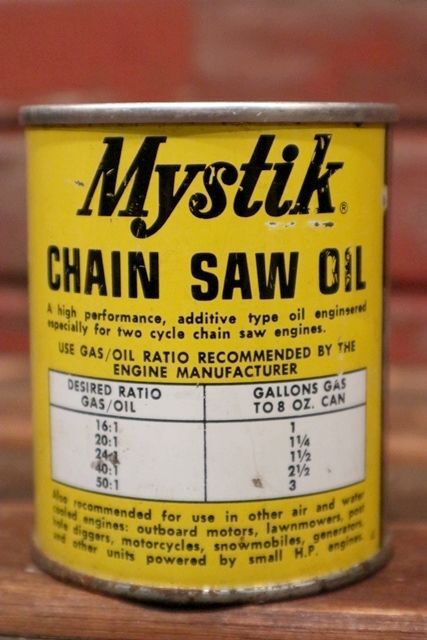 Mystik®
CHAIN SAW OIL
A high performance, additive type oil engineered
especially for two cycle chain saw engines.
USE GAS/OIL RATIO RECOMMENDED BY THE
ENGINE MANUFACTURER
DESIRED RATIO GALLONS GAS
GAS/OIL TO 8 OZ. CAN
16:1 1
20:1 1¼
24:1 1½
40:1 2½
50:1 3
Also recommended for use in other air and water
cooled engines: outboard motors, lawnmowers, post
hole diggers, motorcycles, snowmobiles, generators,
and other units powered by small H.P. engines.